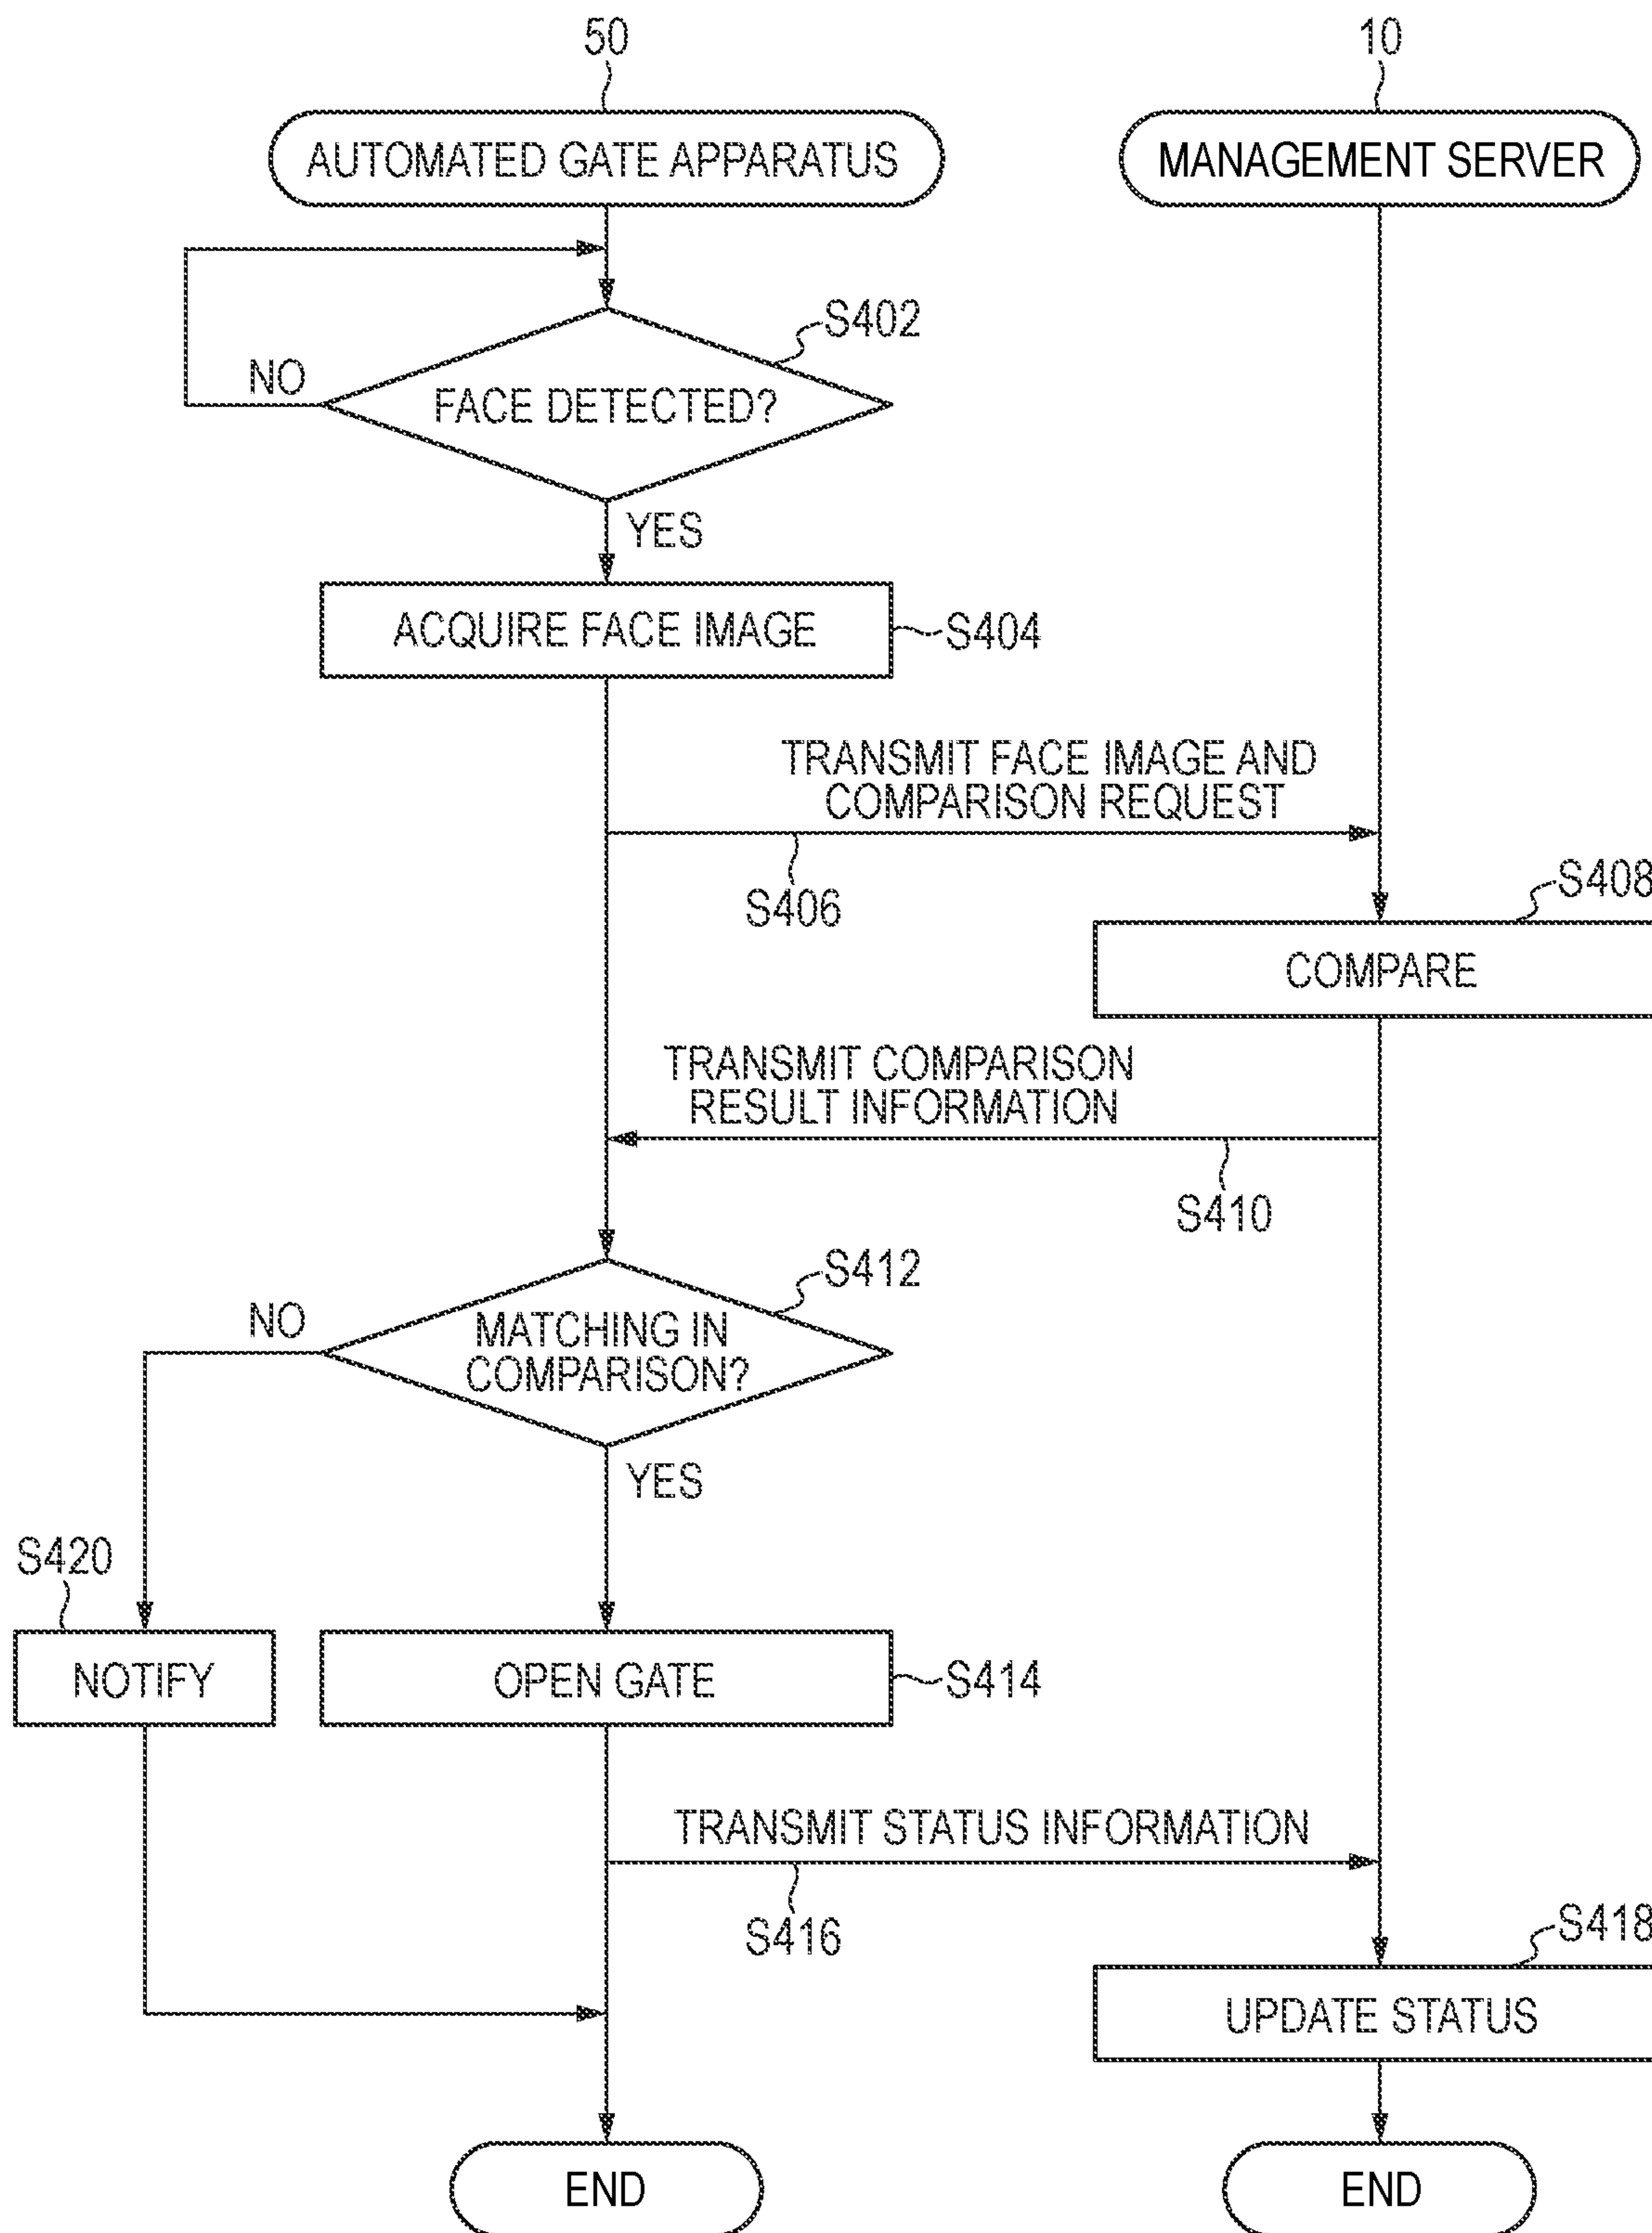 50
10
AUTOMATED GATE APPARATUS
MANAGEMENT SERVER
S402
NO
FACE DETECTED?
YES
ACQUIRE FACE IMAGE
S404
TRANSMIT FACE IMAGE AND
COMPARISON REQUEST
S406
S408
COMPARE
TRANSMIT COMPARISON
RESULT INFORMATION
S410
S412
NO
MATCHING IN
COMPARISON?
YES
S420
NOTIFY
OPEN GATE
S414
TRANSMIT STATUS INFORMATION
S416
S418
UPDATE STATUS
END
END